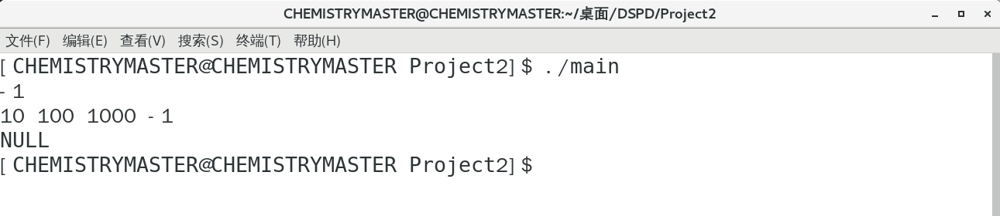 CHEMISTRYMASTER@CHEMISTRYMASTER:~/桌面/DSPD/Project2
文件(F) 编辑(E) 查看(V) 搜索(S) 终端(T) 帮助(H)
[CHEMISTRYMASTER@CHEMISTRYMASTER Project2]$ ./main
-1
10 100 1000 -1
NULL
[CHEMISTRYMASTER@CHEMISTRYMASTER Project2]$